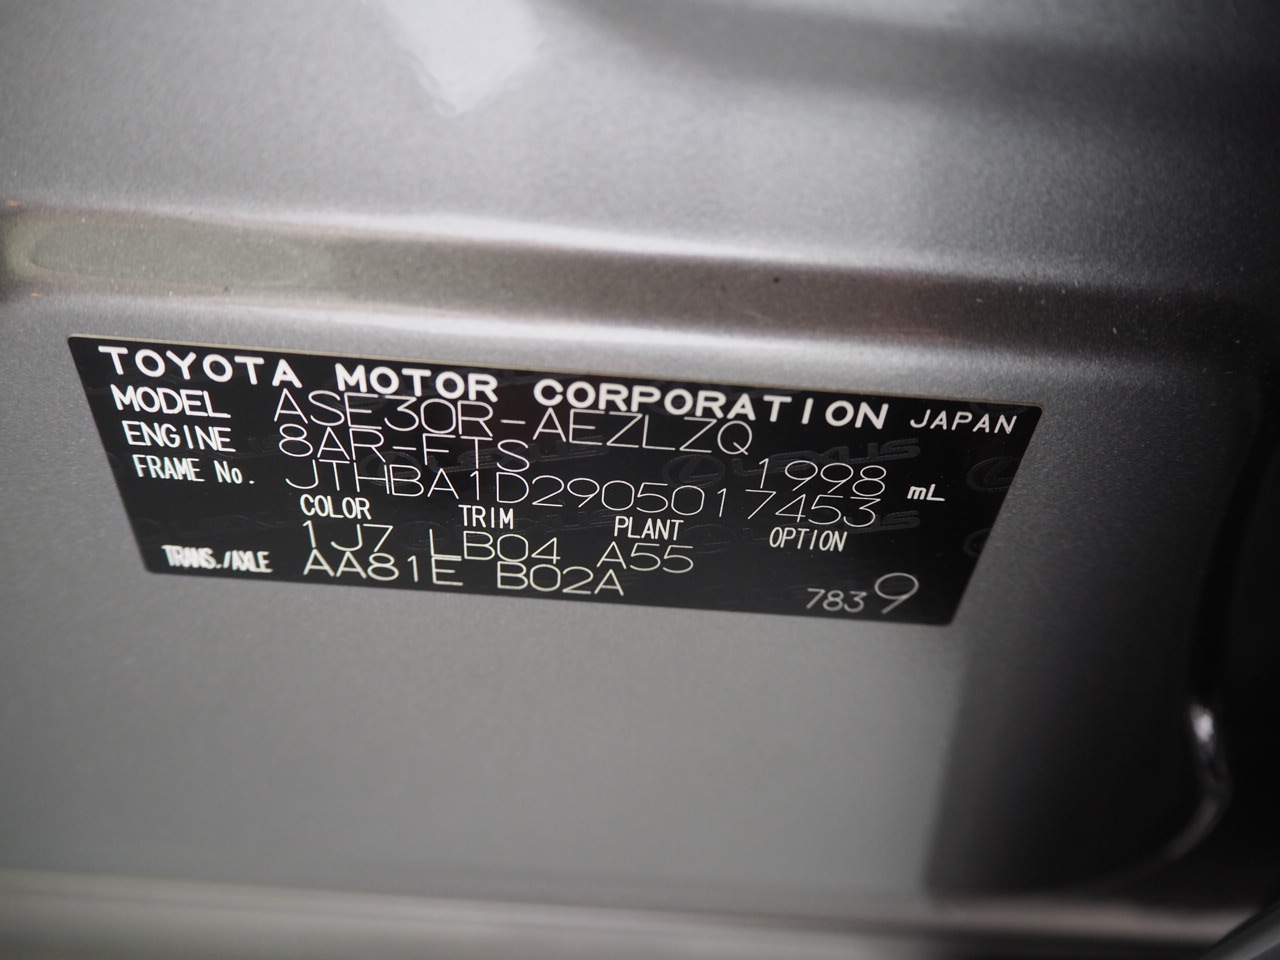 TOYOTA MOTOR CORPORATION JAPAN
MODEL ASE30R-AEZLZQ
ENGINE 8AR-FTS 1998 mL
FRAME No. JTHBA1D2905017453
COLOR TRIM PLANT OPTION
1J7 LB04 A55
TRANS./AXLE AA81E B02A 7839